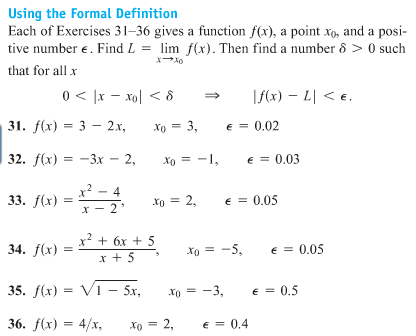 Using the Formal Definition
Each of Exercises 31–36 gives a function f(x), a point x₀, and a posi-
tive number ϵ. Find L = lim f(x). Then find a number δ > 0 such
x→x₀
that for all x
0 < |x − x₀| < δ ⇒ |f(x) − L| < ϵ.
31. f(x) = 3 − 2x, x₀ = 3, ϵ = 0.02
32. f(x) = −3x − 2, x₀ = −1, ϵ = 0.03
33. f(x) = (x² − 4)/(x − 2), x₀ = 2, ϵ = 0.05
34. f(x) = (x² + 6x + 5)/(x + 5), x₀ = −5, ϵ = 0.05
35. f(x) = √(1 − 5x), x₀ = −3, ϵ = 0.5
36. f(x) = 4/x, x₀ = 2, ϵ = 0.4